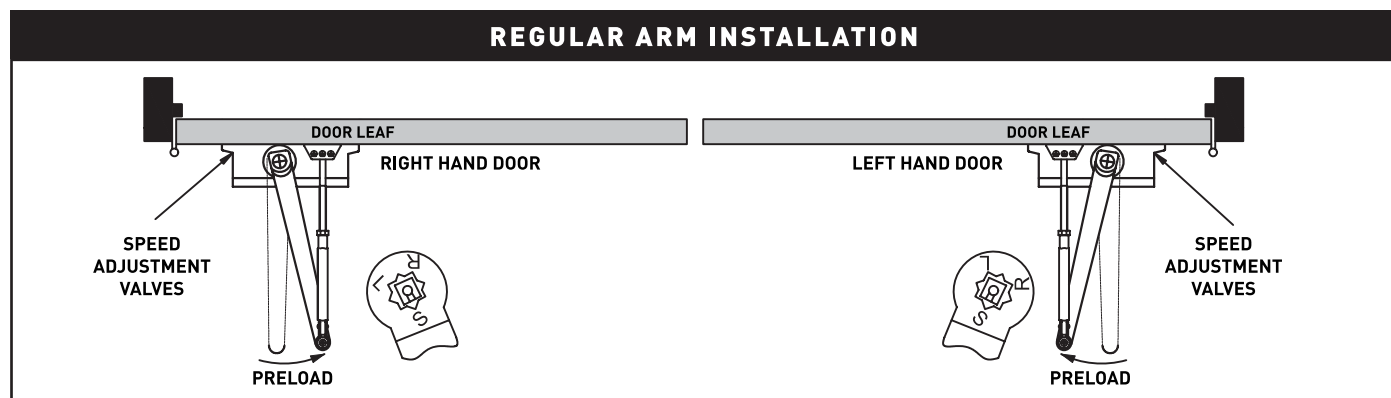 REGULAR ARM INSTALLATION
DOOR LEAF
DOOR LEAF
RIGHT HAND DOOR
LEFT HAND DOOR
SPEED
ADJUSTMENT
VALVES
L
R
S
L
R
S
SPEED
ADJUSTMENT
VALVES
PRELOAD
PRELOAD